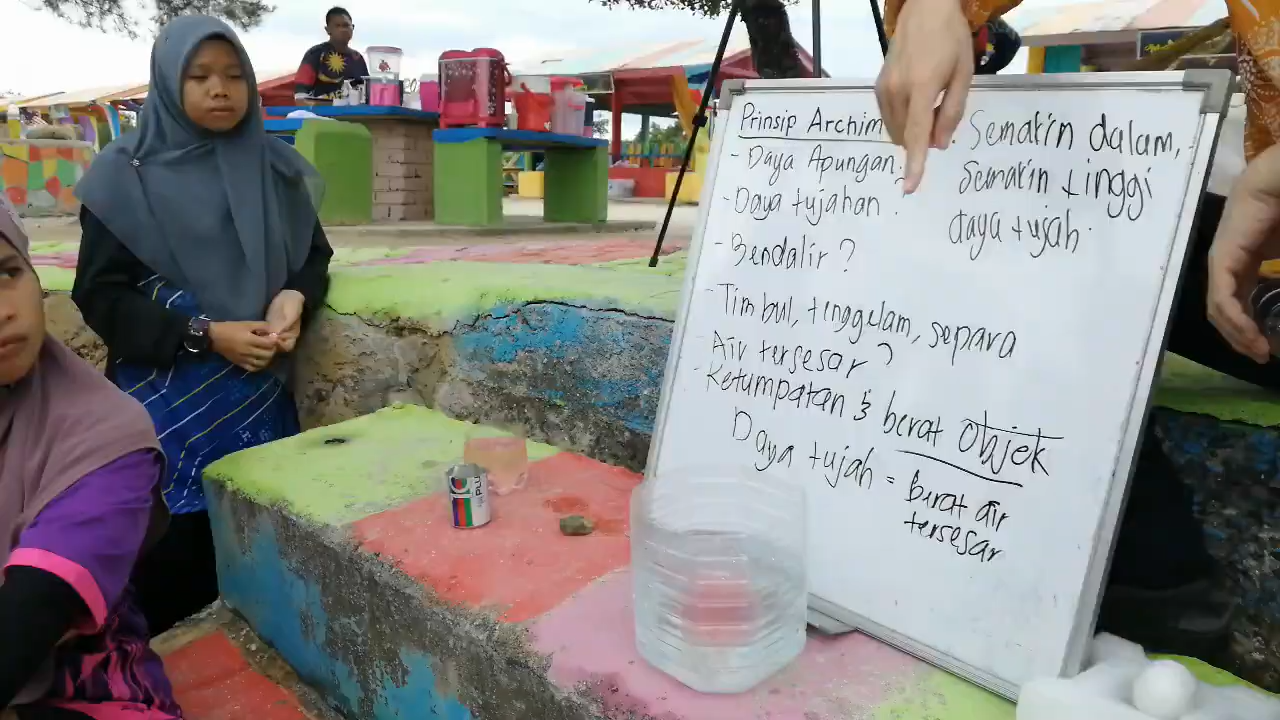 Prinsip Archim
- Daya Apungan.
- Daya tujahan ?
- Bendalir ?
- Timbul, tenggelam, separa
- Air tersesar ?
- Ketumpatan & berat Objek
Daya tujah = berat air
tersesar
Semakin dalam,
Semakin tinggi
daya tujah.